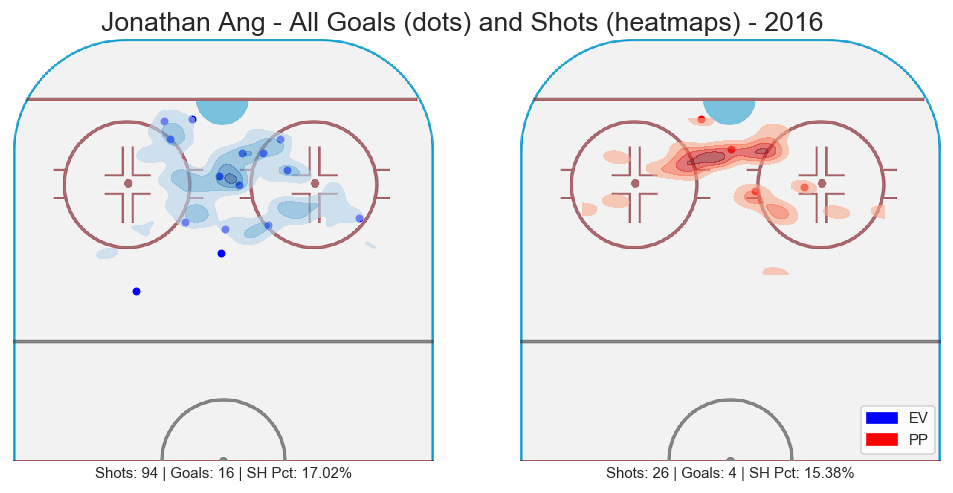 Jonathan Ang - All Goals (dots) and Shots (heatmaps) - 2016
EV
PP
Shots: 94 | Goals: 16 | SH Pct: 17.02%
Shots: 26 | Goals: 4 | SH Pct: 15.38%